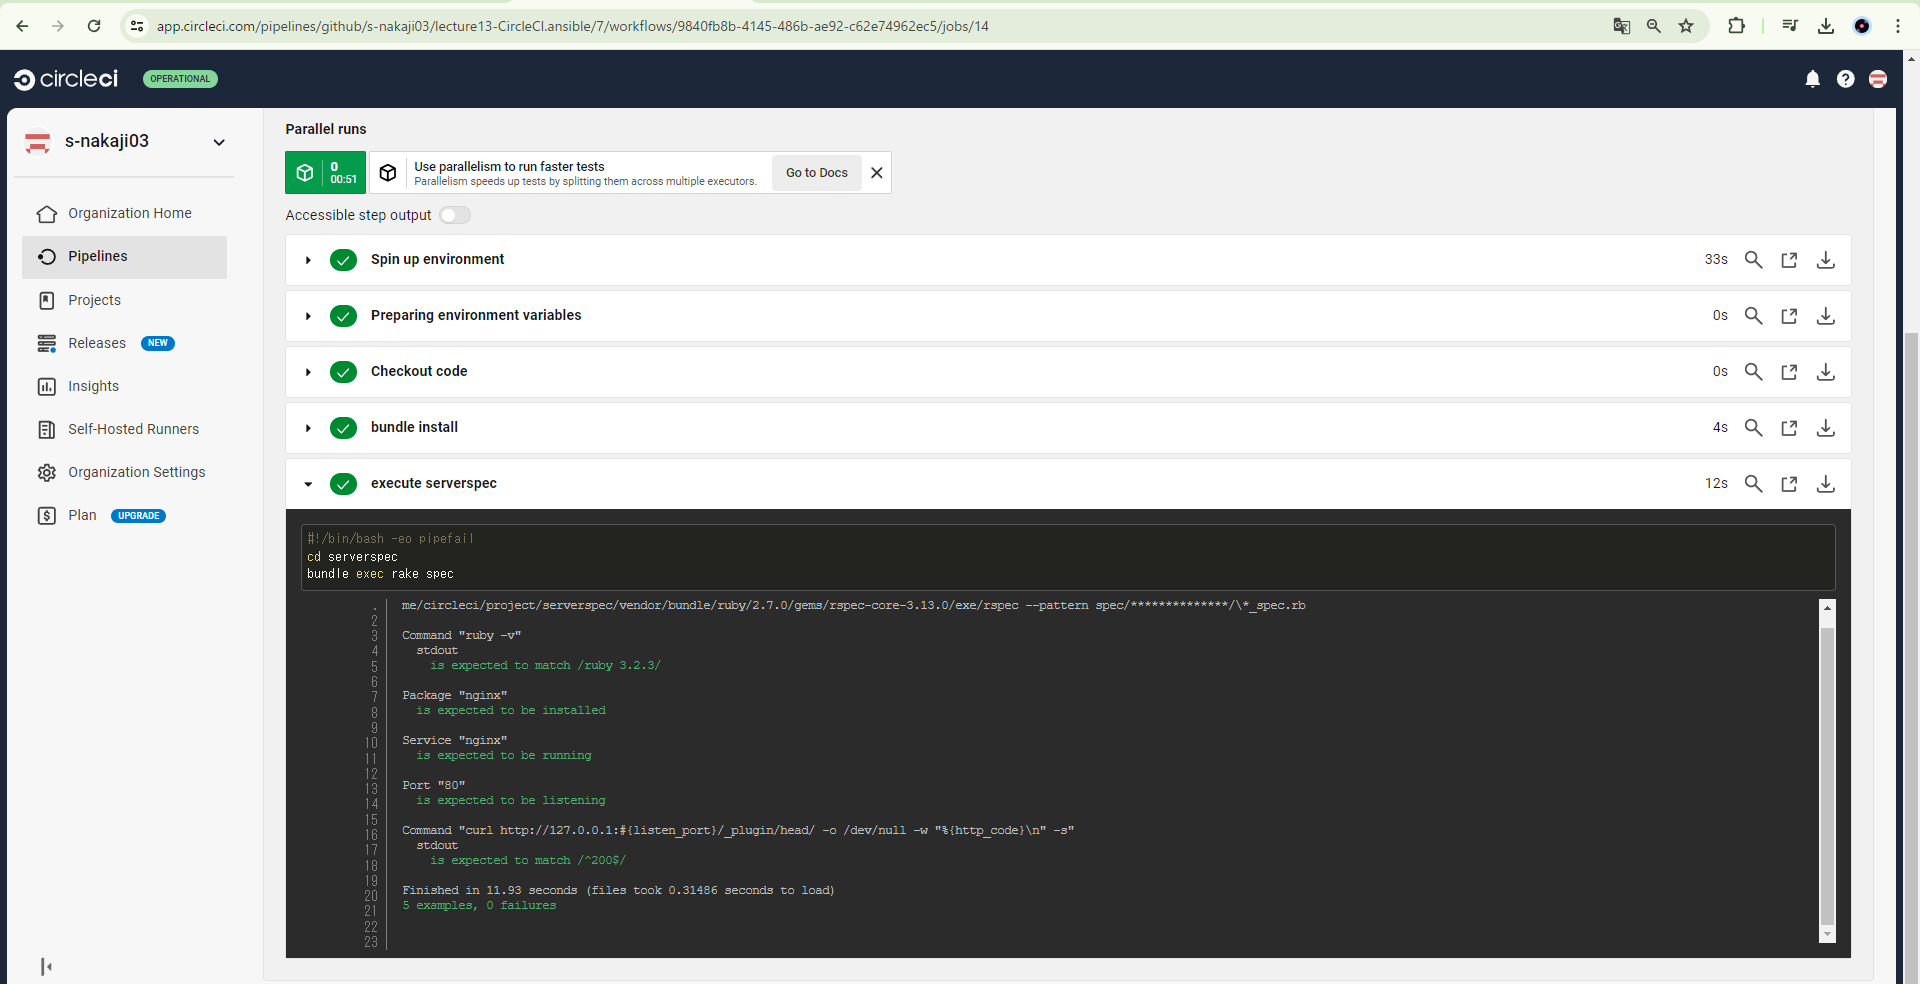 app.circleci.com/pipelines/github/s-nakaji03/lecture13-CircleCI.ansible/7/workflows/9840fb8b-4145-486b-ae92-c62e74962ec5/jobs/14
circleci
OPERATIONAL
s-nakaji03
Organization Home
Pipelines
Projects
Releases NEW
Insights
Self-Hosted Runners
Organization Settings
Plan UPGRADE
Parallel runs
0
00:51
Use parallelism to run faster tests
Parallelism speeds up tests by splitting them across multiple executors.
Go to Docs
Accessible step output
Spin up environment 33s
Preparing environment variables 0s
Checkout code 0s
bundle install 4s
execute serverspec 12s
#!/bin/bash -eo pipefail
cd serverspec
bundle exec rake spec
me/circleci/project/serverspec/vendor/bundle/ruby/2.7.0/gems/rspec-core-3.13.0/exe/rspec --pattern spec/**************/\*_spec.rb
2
3 Command "ruby -v"
4 stdout
5 is expected to match /ruby 3.2.3/
6
7 Package "nginx"
8 is expected to be installed
9
10 Service "nginx"
11 is expected to be running
12
13 Port "80"
14 is expected to be listening
15
16 Command "curl http://127.0.0.1:#{listen_port}/_plugin/head/ -o /dev/null -w "%{http_code}\n" -s"
17 stdout
18 is expected to match /^200$/
19
20 Finished in 11.93 seconds (files took 0.31486 seconds to load)
21 5 examples, 0 failures
22
23